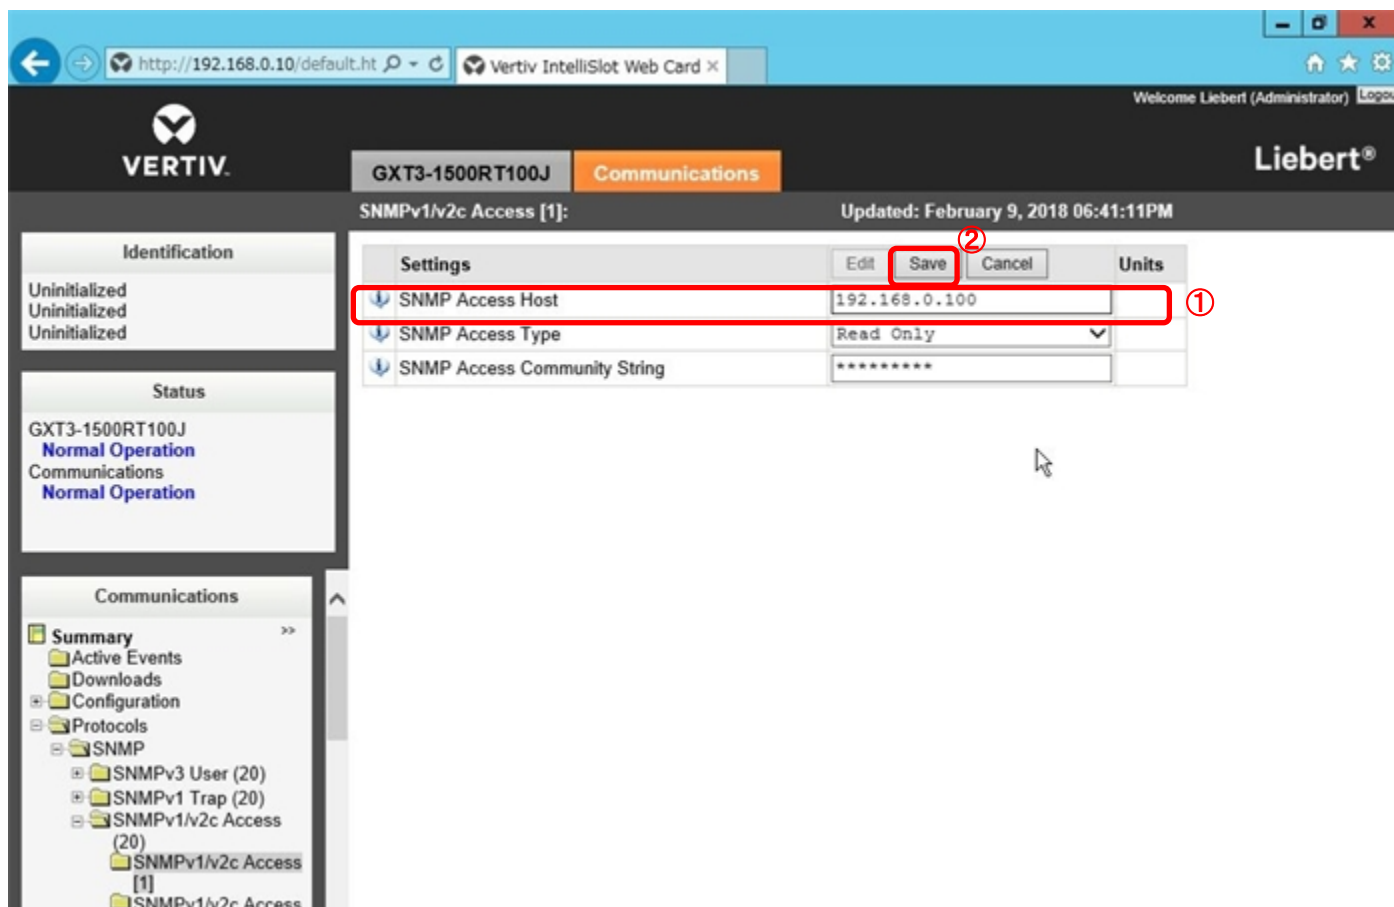 http://192.168.0.10/default.ht
Vertiv IntelliSlot Web Card
Welcome Liebert (Administrator)
VERTIV.
GXT3-1500RT100J
Communications
Liebert®
SNMPv1/v2c Access [1]:
Updated: February 9, 2018 06:41:11PM
②
Identification
Uninitialized
Uninitialized
Uninitialized
Settings
Edit
Save
Cancel
Units
SNMP Access Host
192.168.0.100
①
SNMP Access Type
Read Only
SNMP Access Community String
*********
Status
GXT3-1500RT100J
Normal Operation
Communications
Normal Operation
Communications
Summary
>>
Active Events
Downloads
Configuration
Protocols
SNMP
SNMPv3 User (20)
SNMPv1 Trap (20)
SNMPv1/v2c Access
(20)
SNMPv1/v2c Access
[1]
SNMPv1/v2c Access